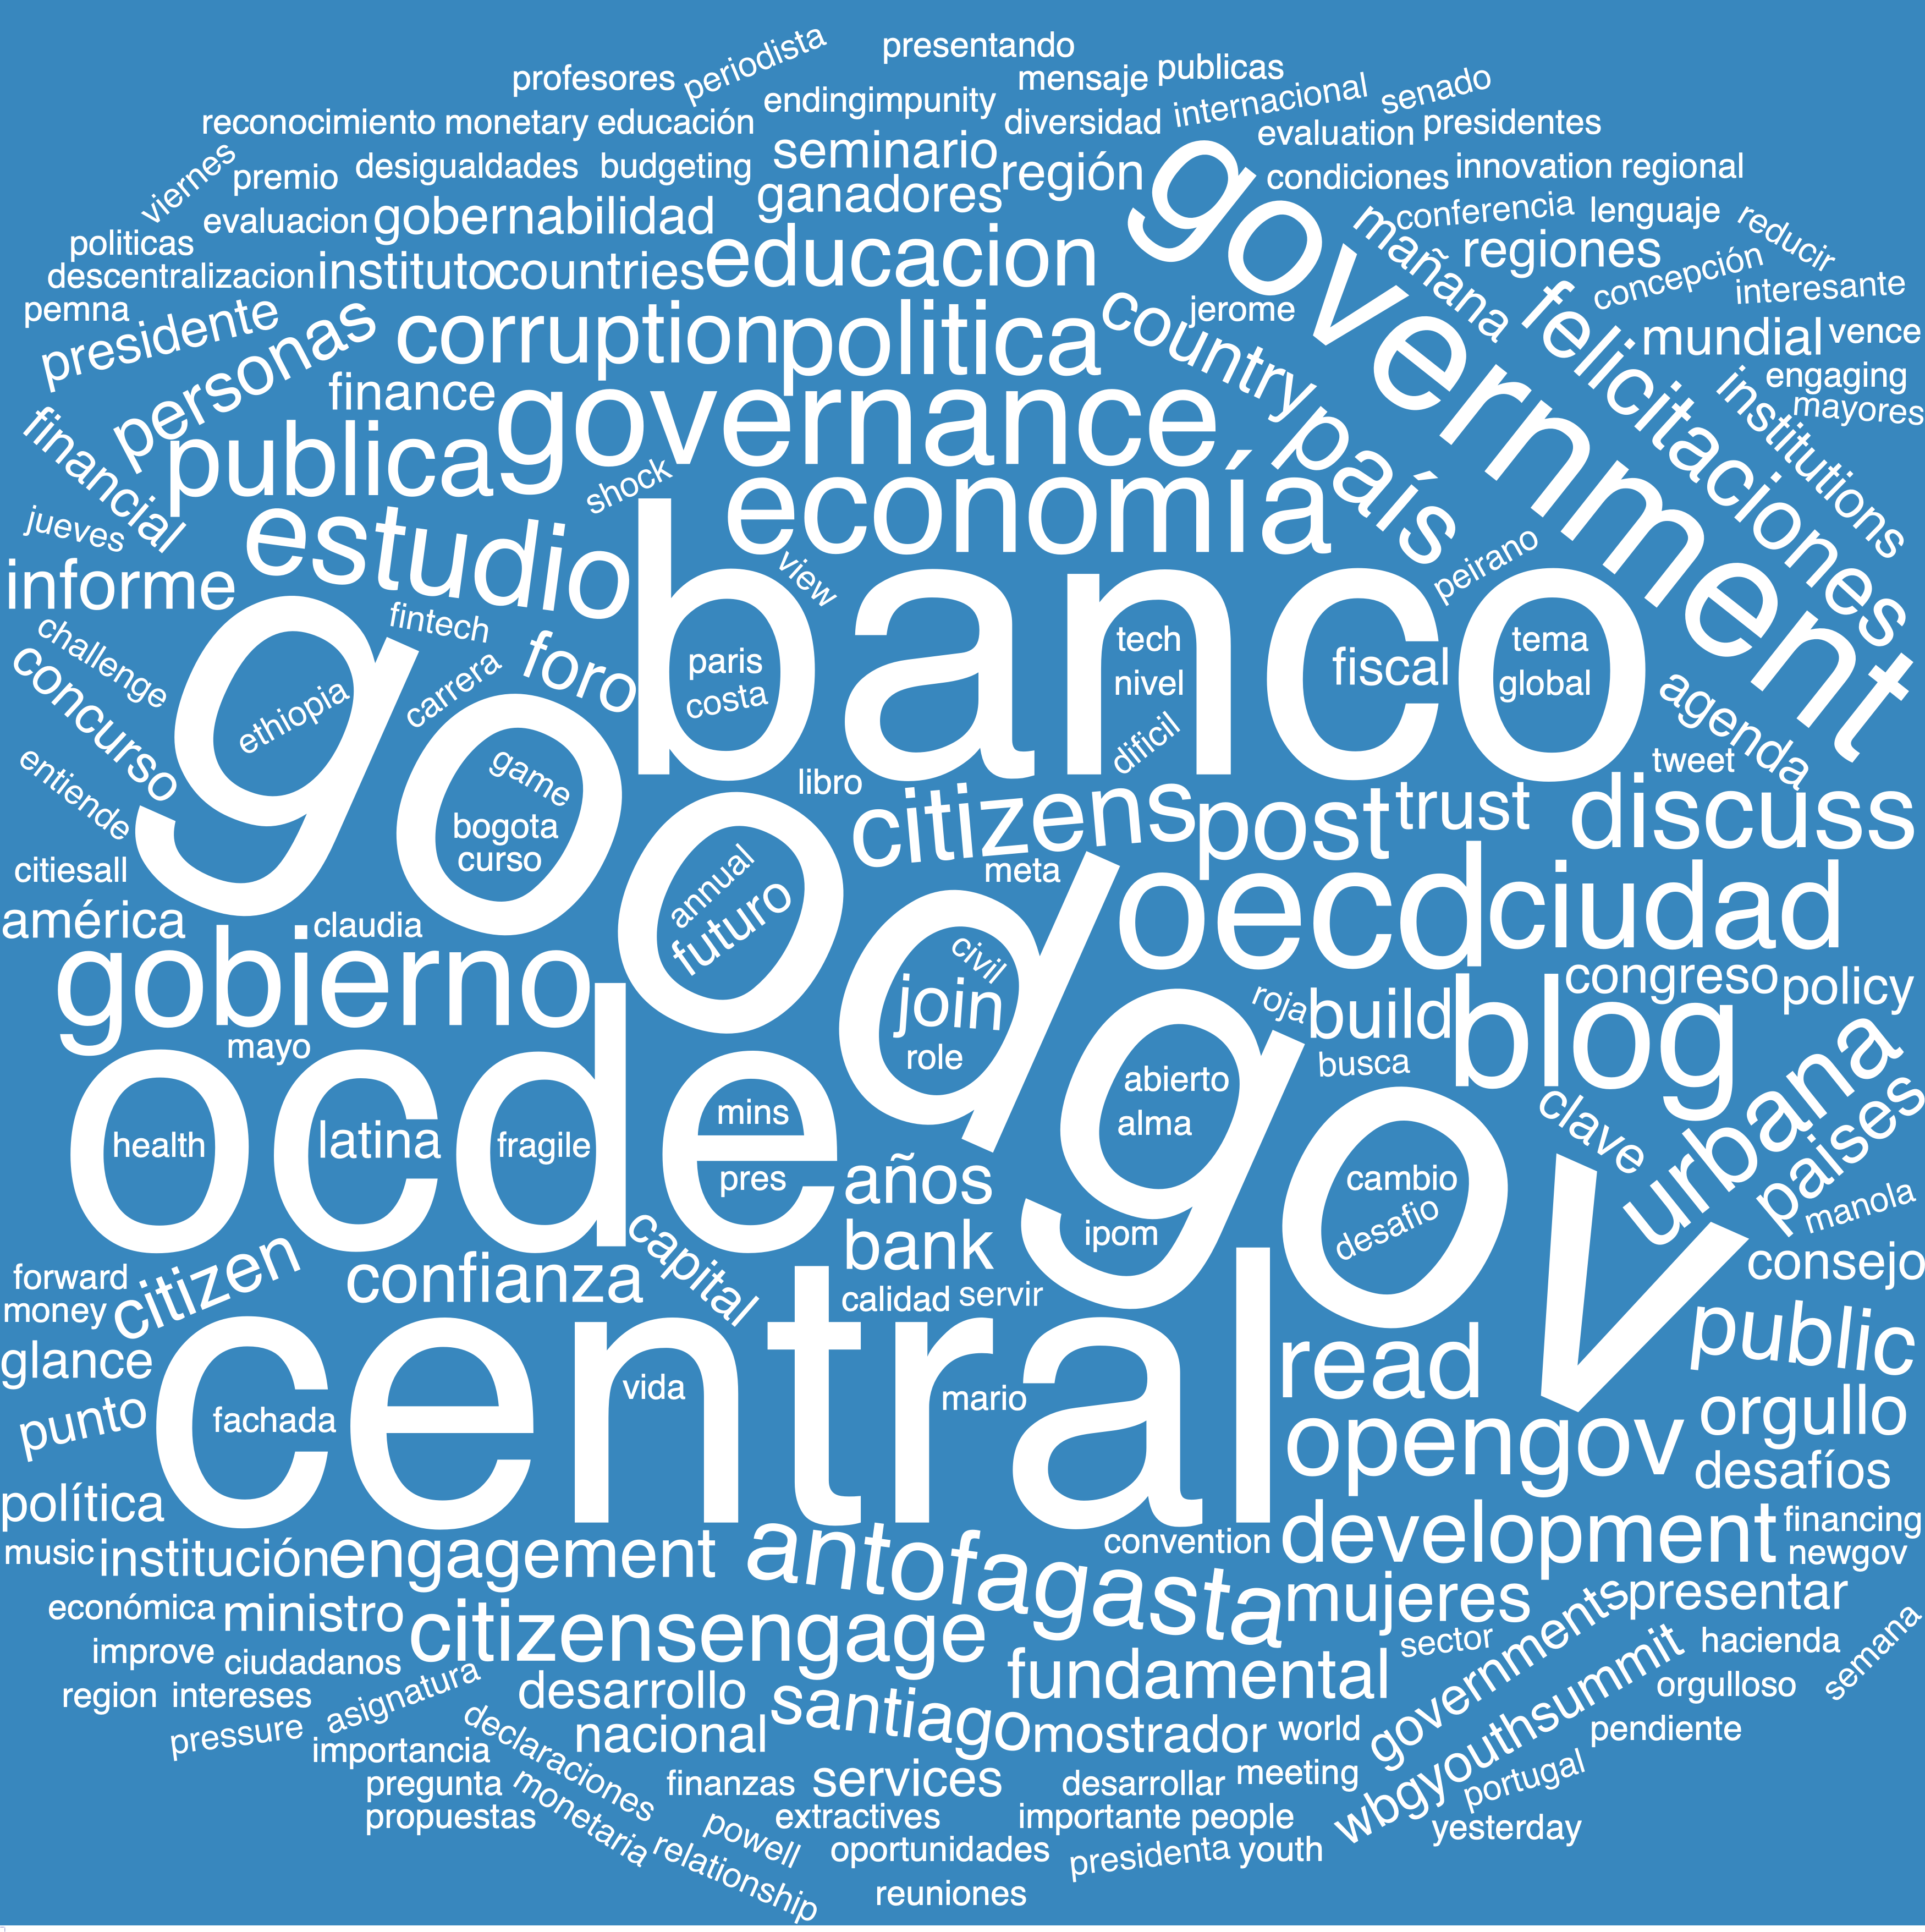 presentando
periodista
profesores
mensaje
publicas
endingimpunity
internacional
senado
reconocimiento
monetary
educación
diversidad
evaluation
presidentes
viernes
premio
desigualdades
budgeting
seminario
región
condiciones
innovation
regional
ganadores
government
evaluacion
gobernabilidad
mañana
conferencia
lenguaje
reducir
politicas
descentralizacion
instituto
countries
educacion
regiones
concepción
interesante
pemna
presidente
personas
corruption
politica
country
jerome
felicitaciones
mundial
vence
finance
governance
país
engaging
mayores
institutions
financial
publica
shock
economía
jueves
estudio
banco
view
peirano
informe
fintech
challenge
concurso
good
ethiopia
carrera
foro
paris
costa
tech
nivel
fiscal
tema
global
dificil
agenda
game
bogota
curso
libro
citizens
post
trust
tweet
discuss
entiende
citiesall
annual
futuro
meta
oecd
ciudad
américa
claudia
gobierno
civil
join
role
roja
build
blog
congreso
policy
mayo
busca
ocde
health
latina
fragile
mins
pres
gov
abierto
alma
ipom
cambio
desafio
clave
urbana
paises
manola
años
bank
capital
calidad
servir
confianza
citizen
forward
money
glance
punto
consejo
public
central
fachada
vida
mario
read
opengov
orgullo
desafíos
política
music
institución
engagement
antofagasta
convention
development
financing
newgov
económica
ministro
citizensengage
mujeres
presentar
governments
improve
ciudadanos
fundamental
sector
hacienda
semana
region
intereses
asignatura
desarrollo
santiago
wbgyouthsummit
orgulloso
pressure
importancia
declaraciones
nacional
mostrador
world
pendiente
pregunta
finanzas
services
desarrollar
meeting
portugal
propuestas
monetaria
powell
extractives
importante
people
yesterday
relationship
oportunidades
presidenta
youth
reuniones